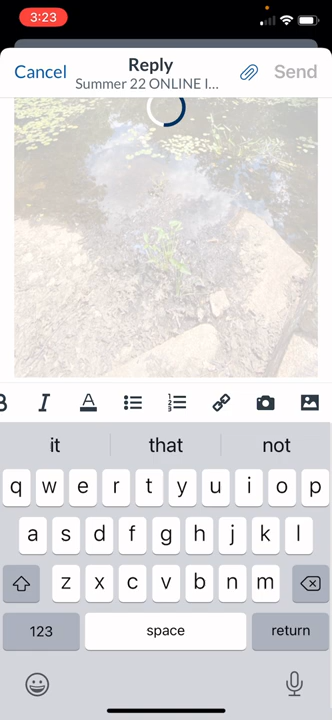 3:23
Cancel
Reply
Send
Summer 22 ONLINE I...
B I A
it that not
q w e r t y u i o p
a s d f g h j k l
z x c v b n m
123 space return